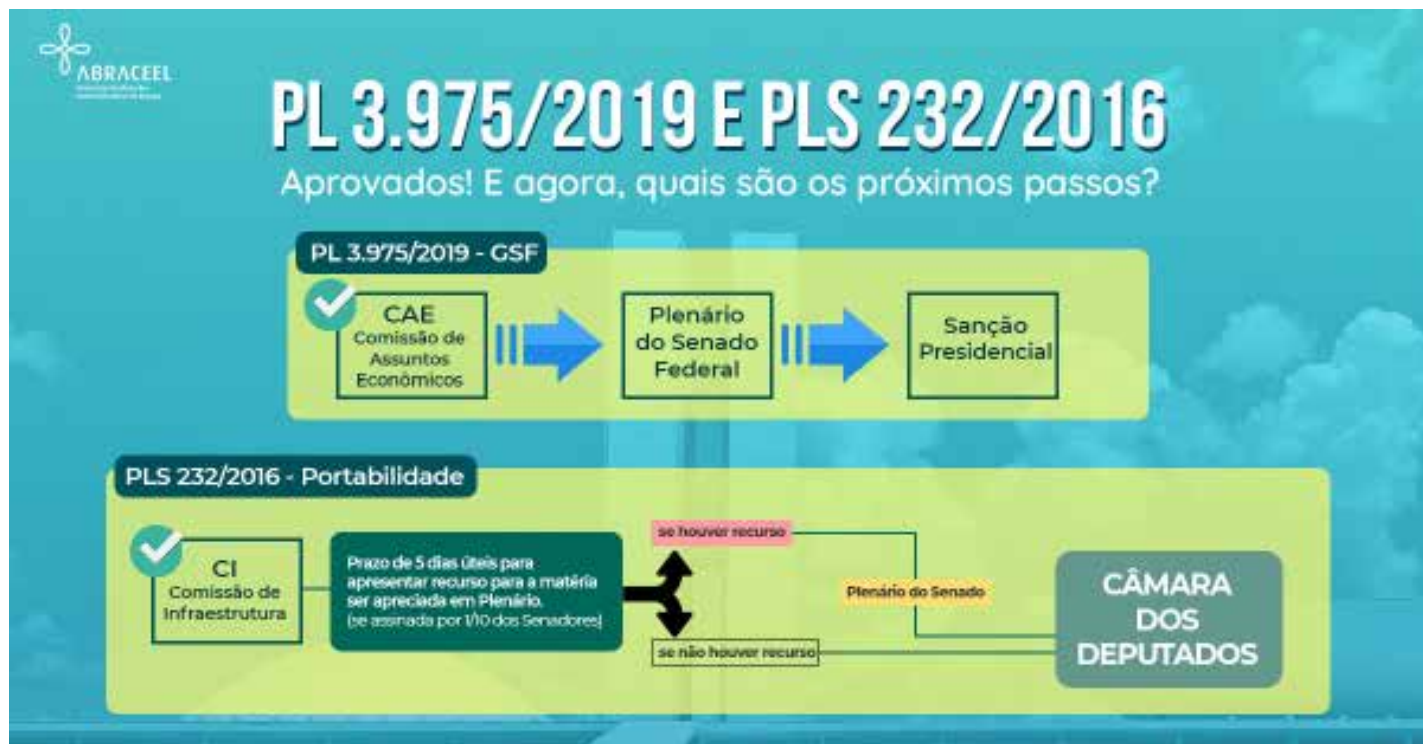 ABRACEEL
PL 3.975/2019 E PLS 232/2016
Aprovados! E agora, quais são os próximos passos?
PL 3.975/2019 - GSF
CAE
Comissão de
Assuntos
Econômicos
Plenário
do Senado
Federal
Sanção
Presidencial
PLS 232/2016 - Portabilidade
CI
Comissão de
Infraestrutura
Prazo de 5 dias úteis para
apresentar recurso para a matéria
ser apreciada em Plenário.
(se assinada por 1/10 dos Senadores)
se houver recurso
Plenário do Senado
se não houver recurso
CÂMARA
DOS
DEPUTADOS